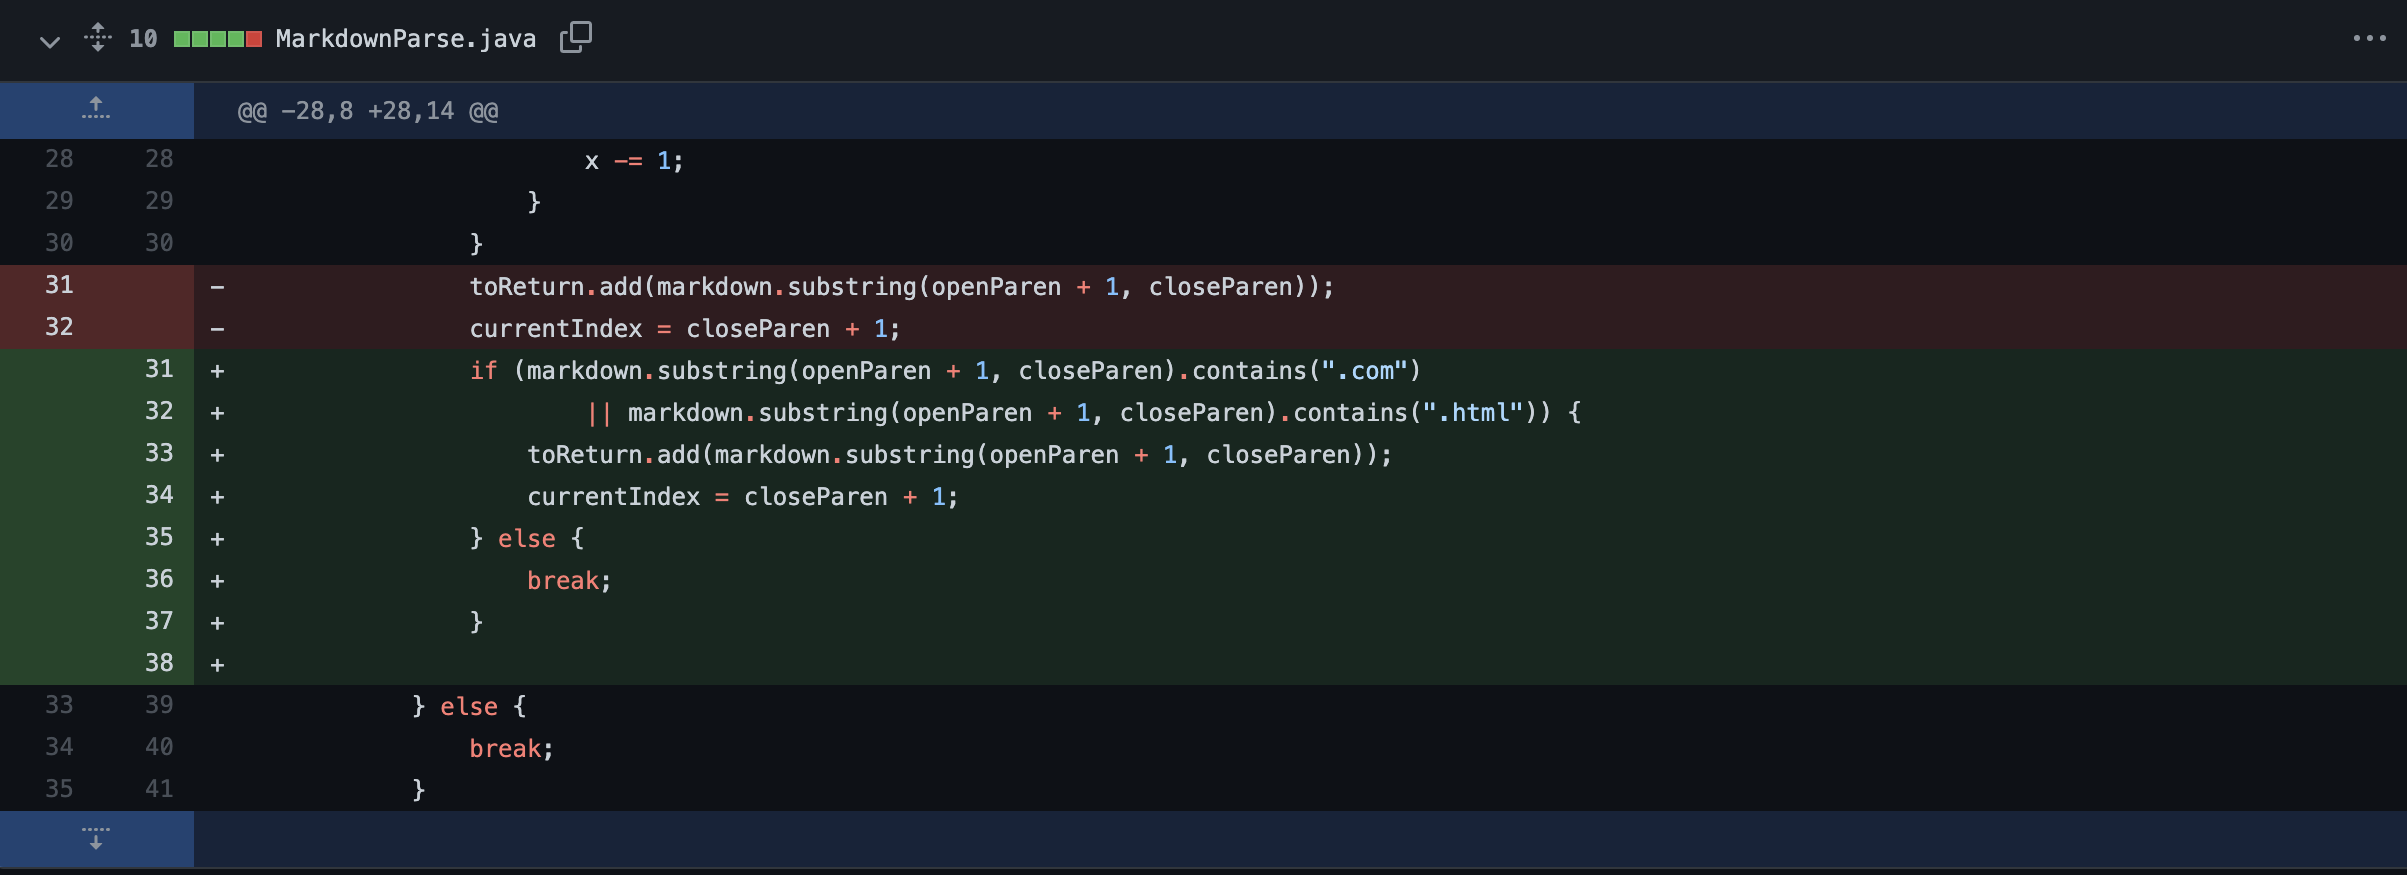 10 MarkdownParse.java
@@ -28,8 +28,14 @@
28 28 x -= 1;
29 29 }
30 30 }
31 - toReturn.add(markdown.substring(openParen + 1, closeParen));
32 - currentIndex = closeParen + 1;
31 + if (markdown.substring(openParen + 1, closeParen).contains(".com")
32 + || markdown.substring(openParen + 1, closeParen).contains(".html")) {
33 + toReturn.add(markdown.substring(openParen + 1, closeParen));
34 + currentIndex = closeParen + 1;
35 + } else {
36 + break;
37 + }
38 +
33 39 } else {
34 40 break;
35 41 }